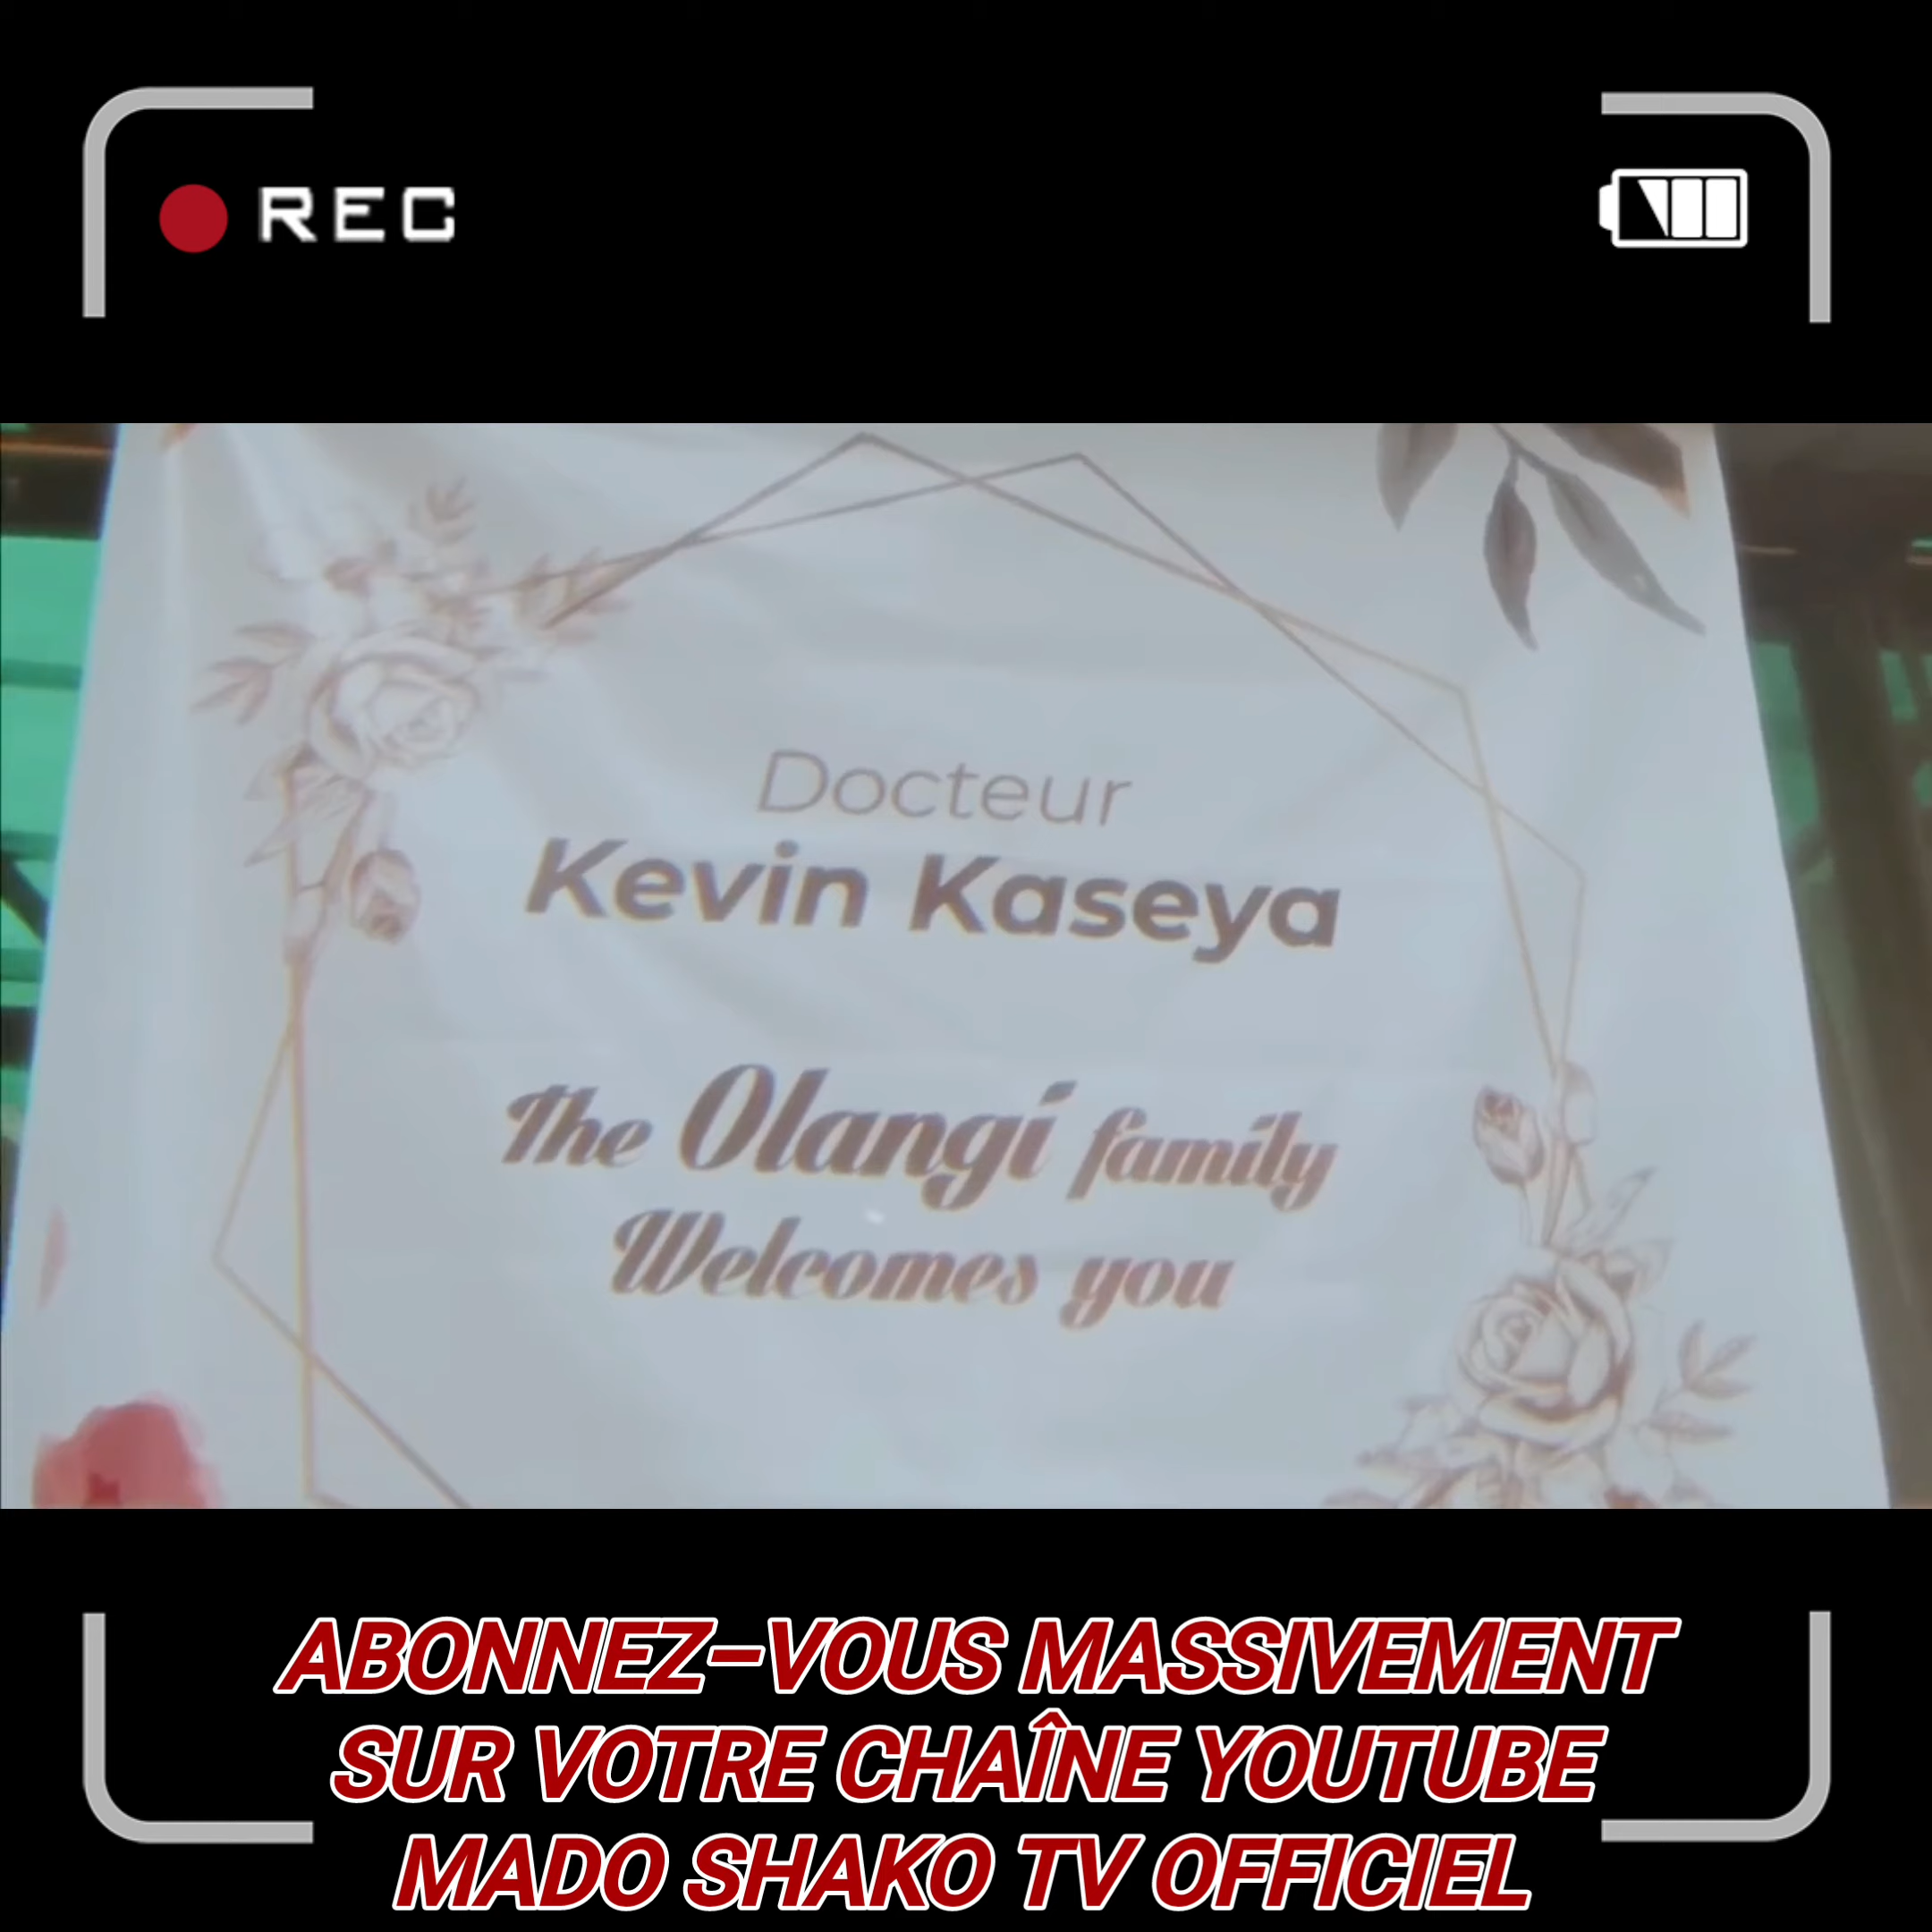 REC
Docteur
Kevin Kaseya
The Olangi family
Welcomes you
ABONNEZ-VOUS MASSIVEMENT
SUR VOTRE CHAÎNE YOUTUBE
MADO SHAKO TV OFFICIEL